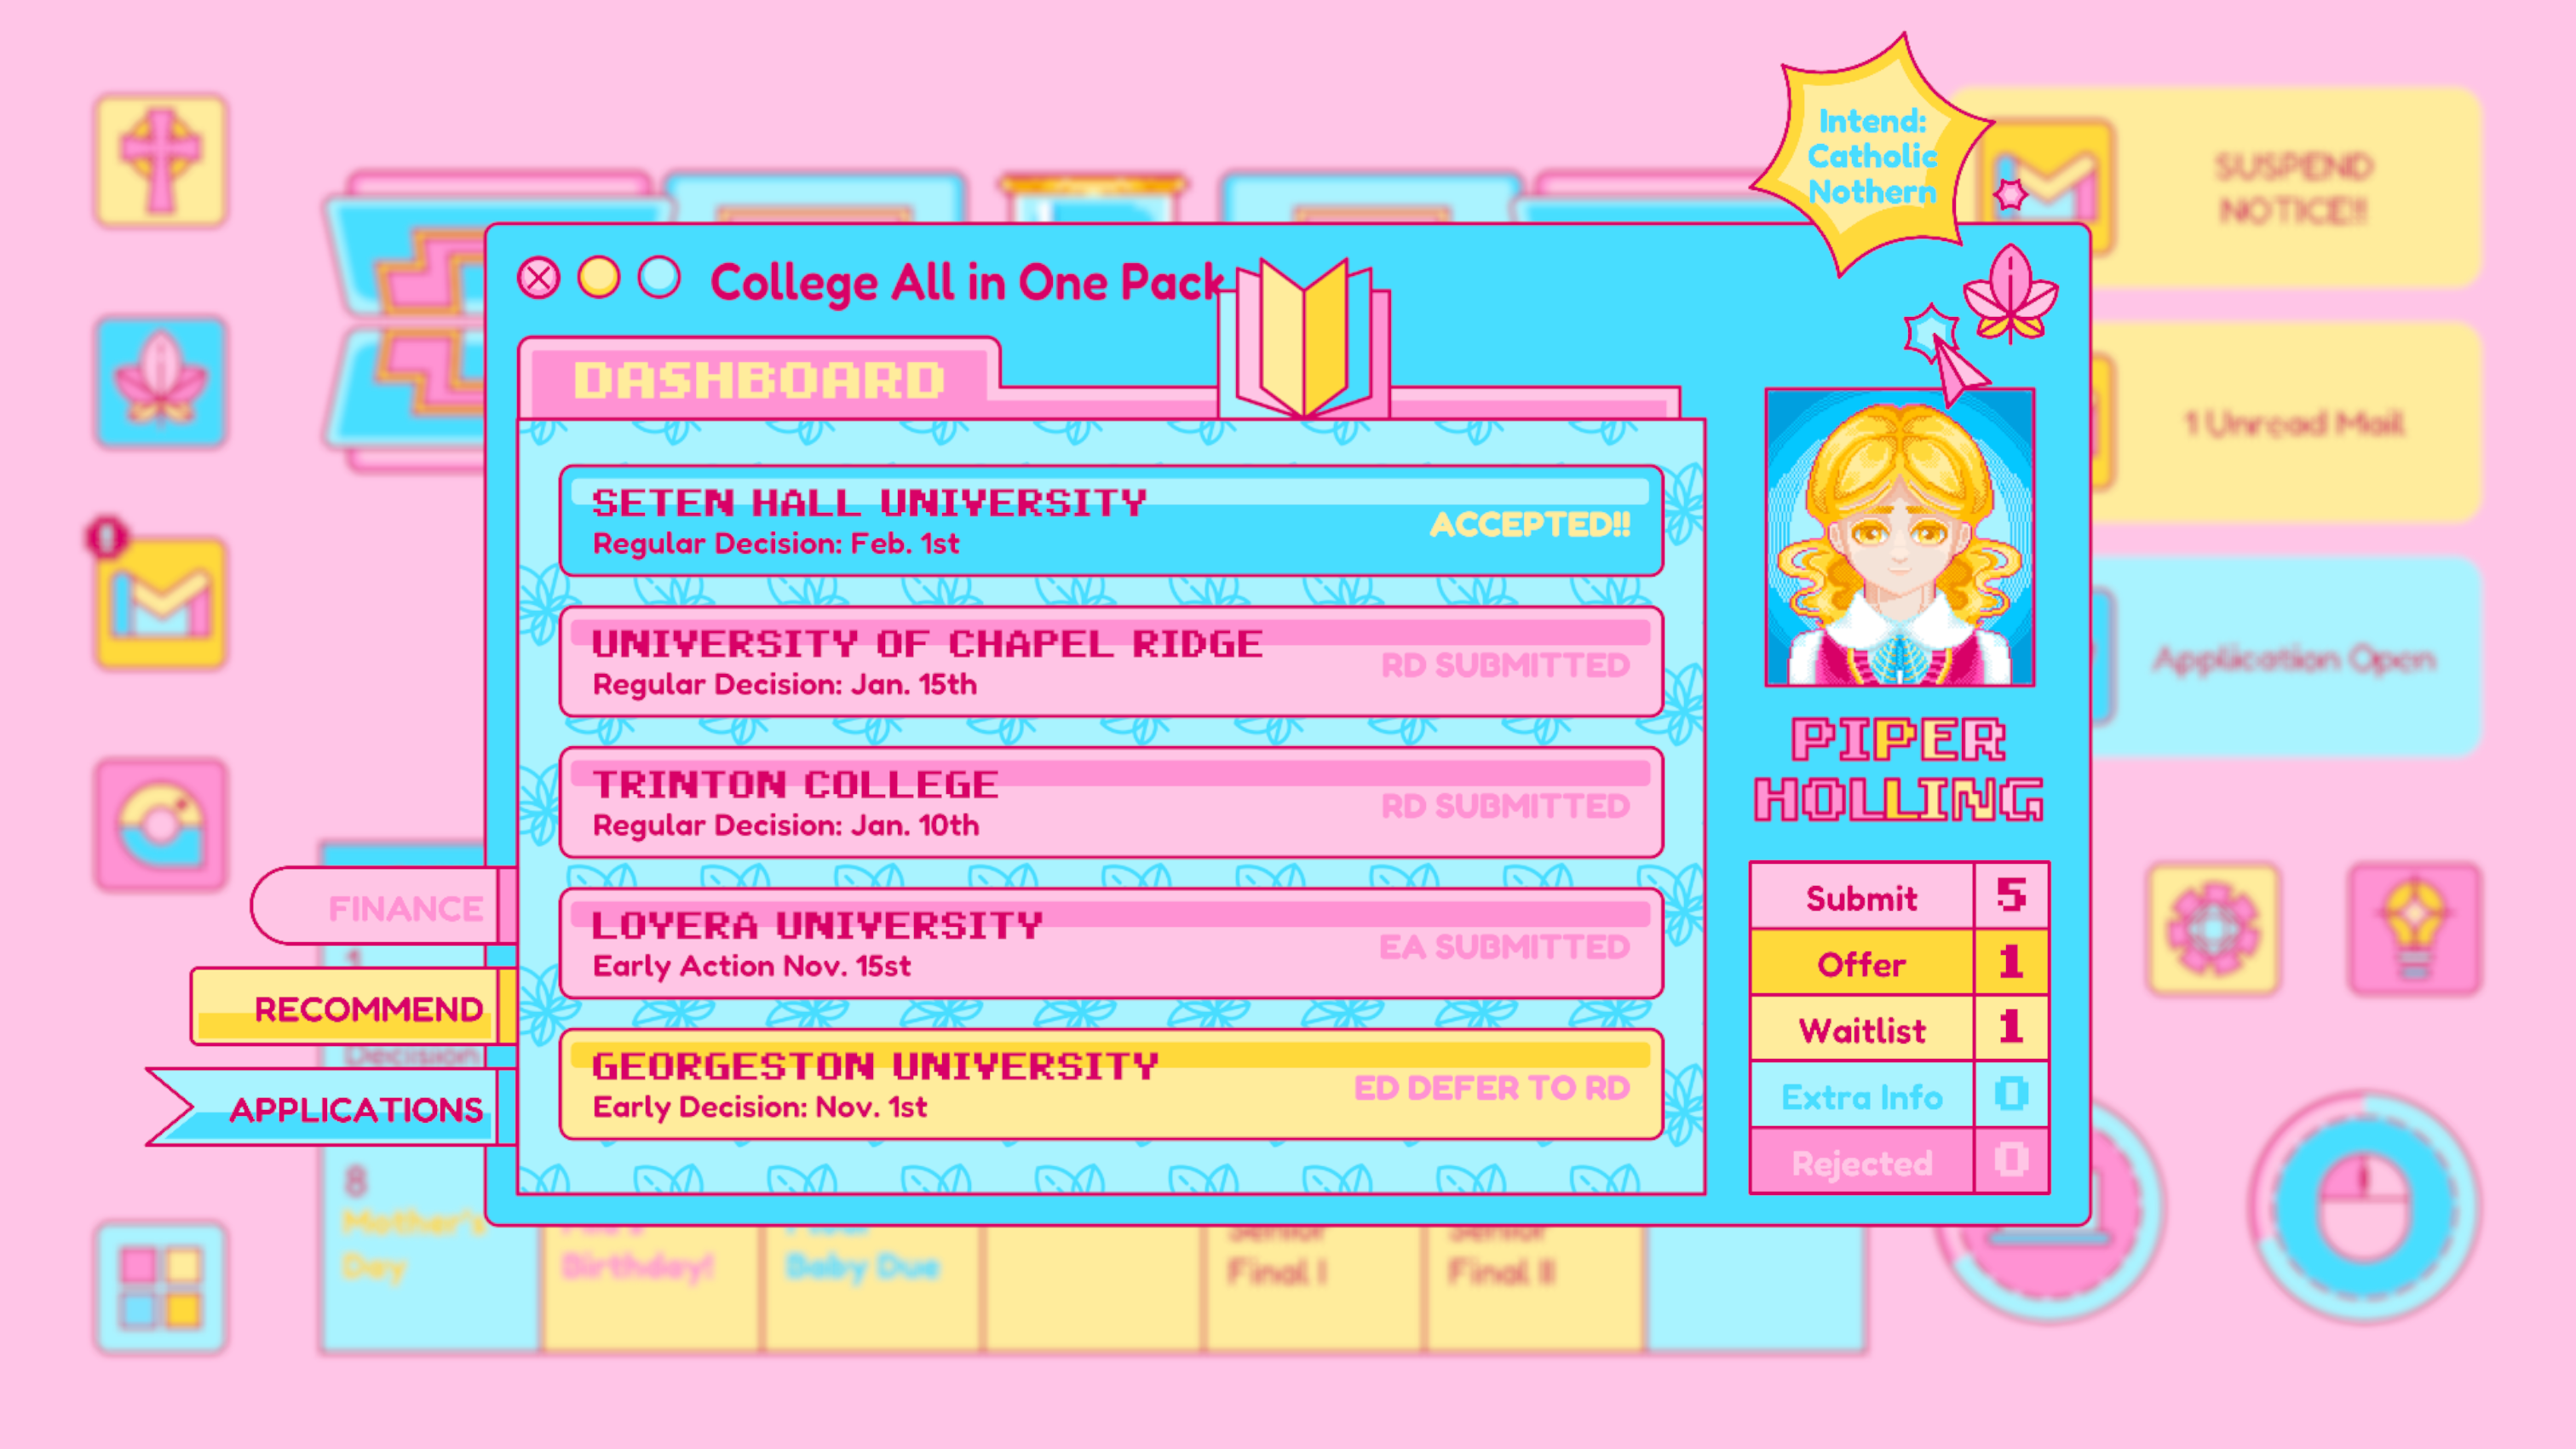 Intend:
Catholic
Nothern
SUSPEND
NOTICE!!
1 Unread Mail
Application Open
College All in One Pack
DASHBOARD
SETEN HALL UNIVERSITY
Regular Decision: Feb. 1st
ACCEPTED!!
UNIVERSITY OF CHAPEL RIDGE
Regular Decision: Jan. 15th
RD SUBMITTED
TRINTON COLLEGE
Regular Decision: Jan. 10th
RD SUBMITTED
LOYERA UNIVERSITY
Early Action Nov. 15st
EA SUBMITTED
GEORGESTON UNIVERSITY
Early Decision: Nov. 1st
ED DEFER TO RD
PIPER
HOLLING
Submit 5
Offer 1
Waitlist 1
Extra Info 0
Rejected 0
FINANCE
RECOMMEND
APPLICATIONS
1
Decision
8
Mother's
Day
Birthday!
Baby Due
Senior
Final I
Senior
Final II